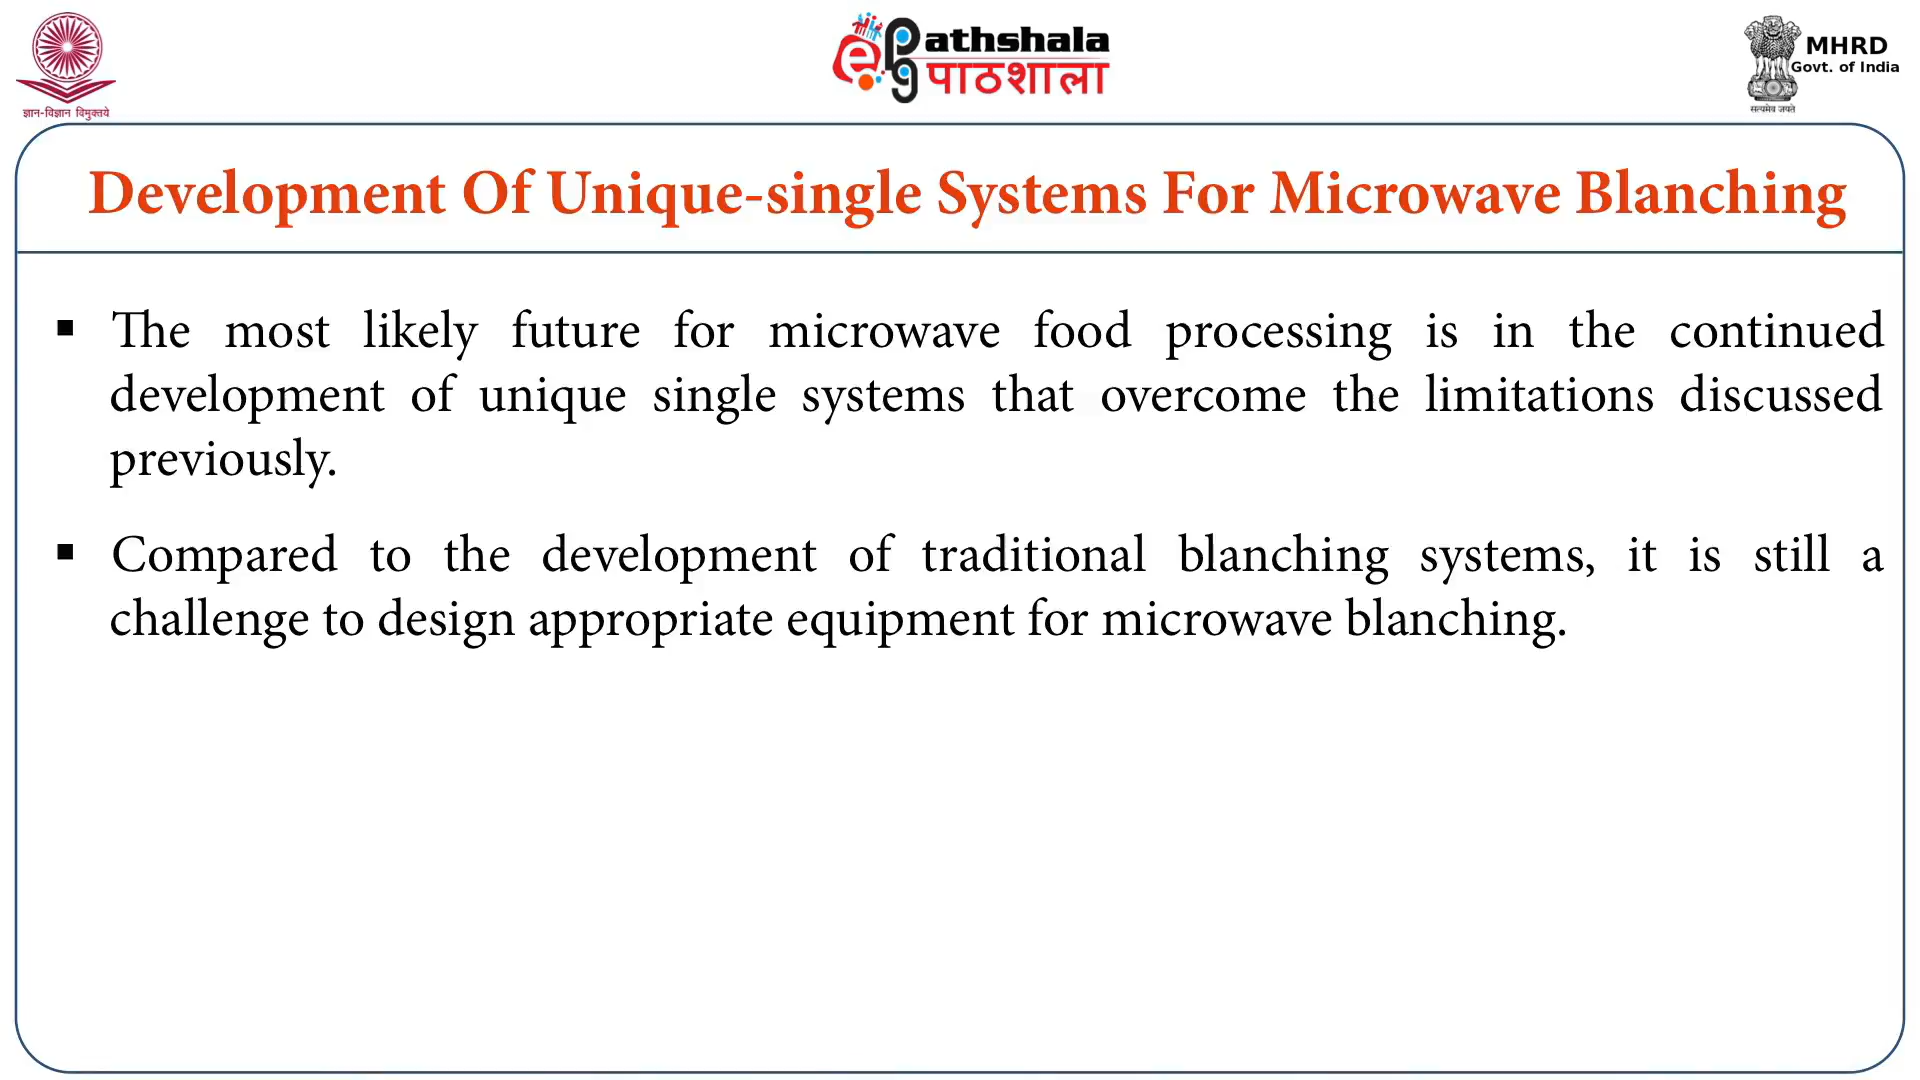 ज्ञान-विज्ञान विमुक्तये
ePG Pathshala
पाठशाला
MHRD
Govt. of India
सत्यमेव जयते
Development Of Unique-single Systems For Microwave Blanching
▪ The most likely future for microwave food processing is in the continued
development of unique single systems that overcome the limitations discussed
previously.
▪ Compared to the development of traditional blanching systems, it is still a
challenge to design appropriate equipment for microwave blanching.